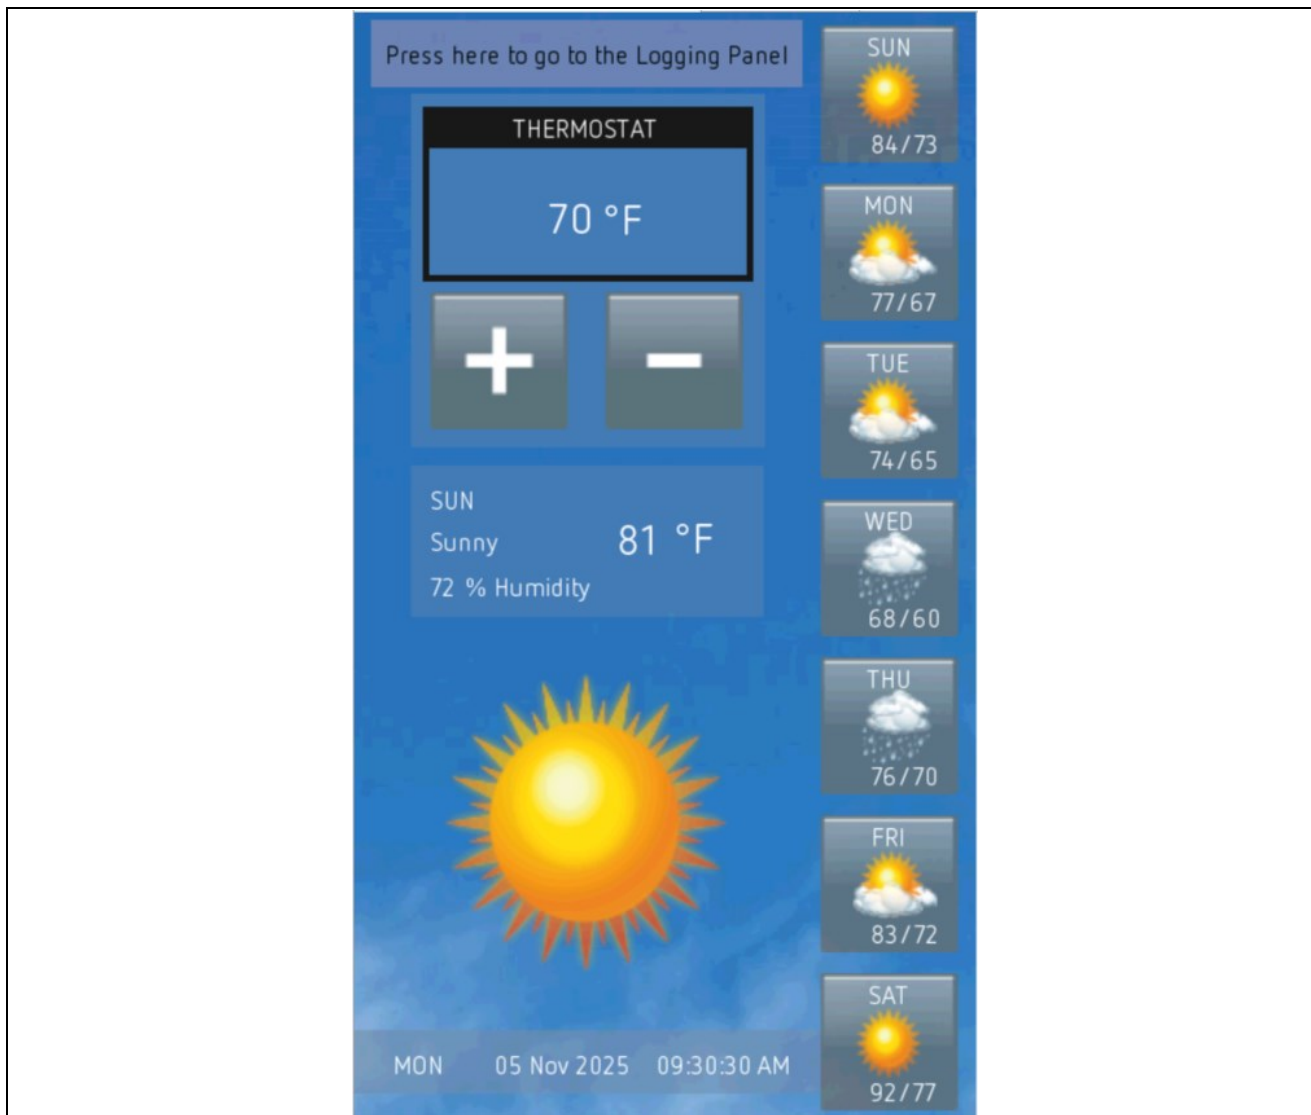 Press here to go to the Logging Panel
THERMOSTAT
70 °F
+ −
SUN
Sunny
81 °F
72 % Humidity
MON 05 Nov 2025 09:30:30 AM
SUN
84/73
MON
77/67
TUE
74/65
WED
68/60
THU
76/70
FRI
83/72
SAT
92/77